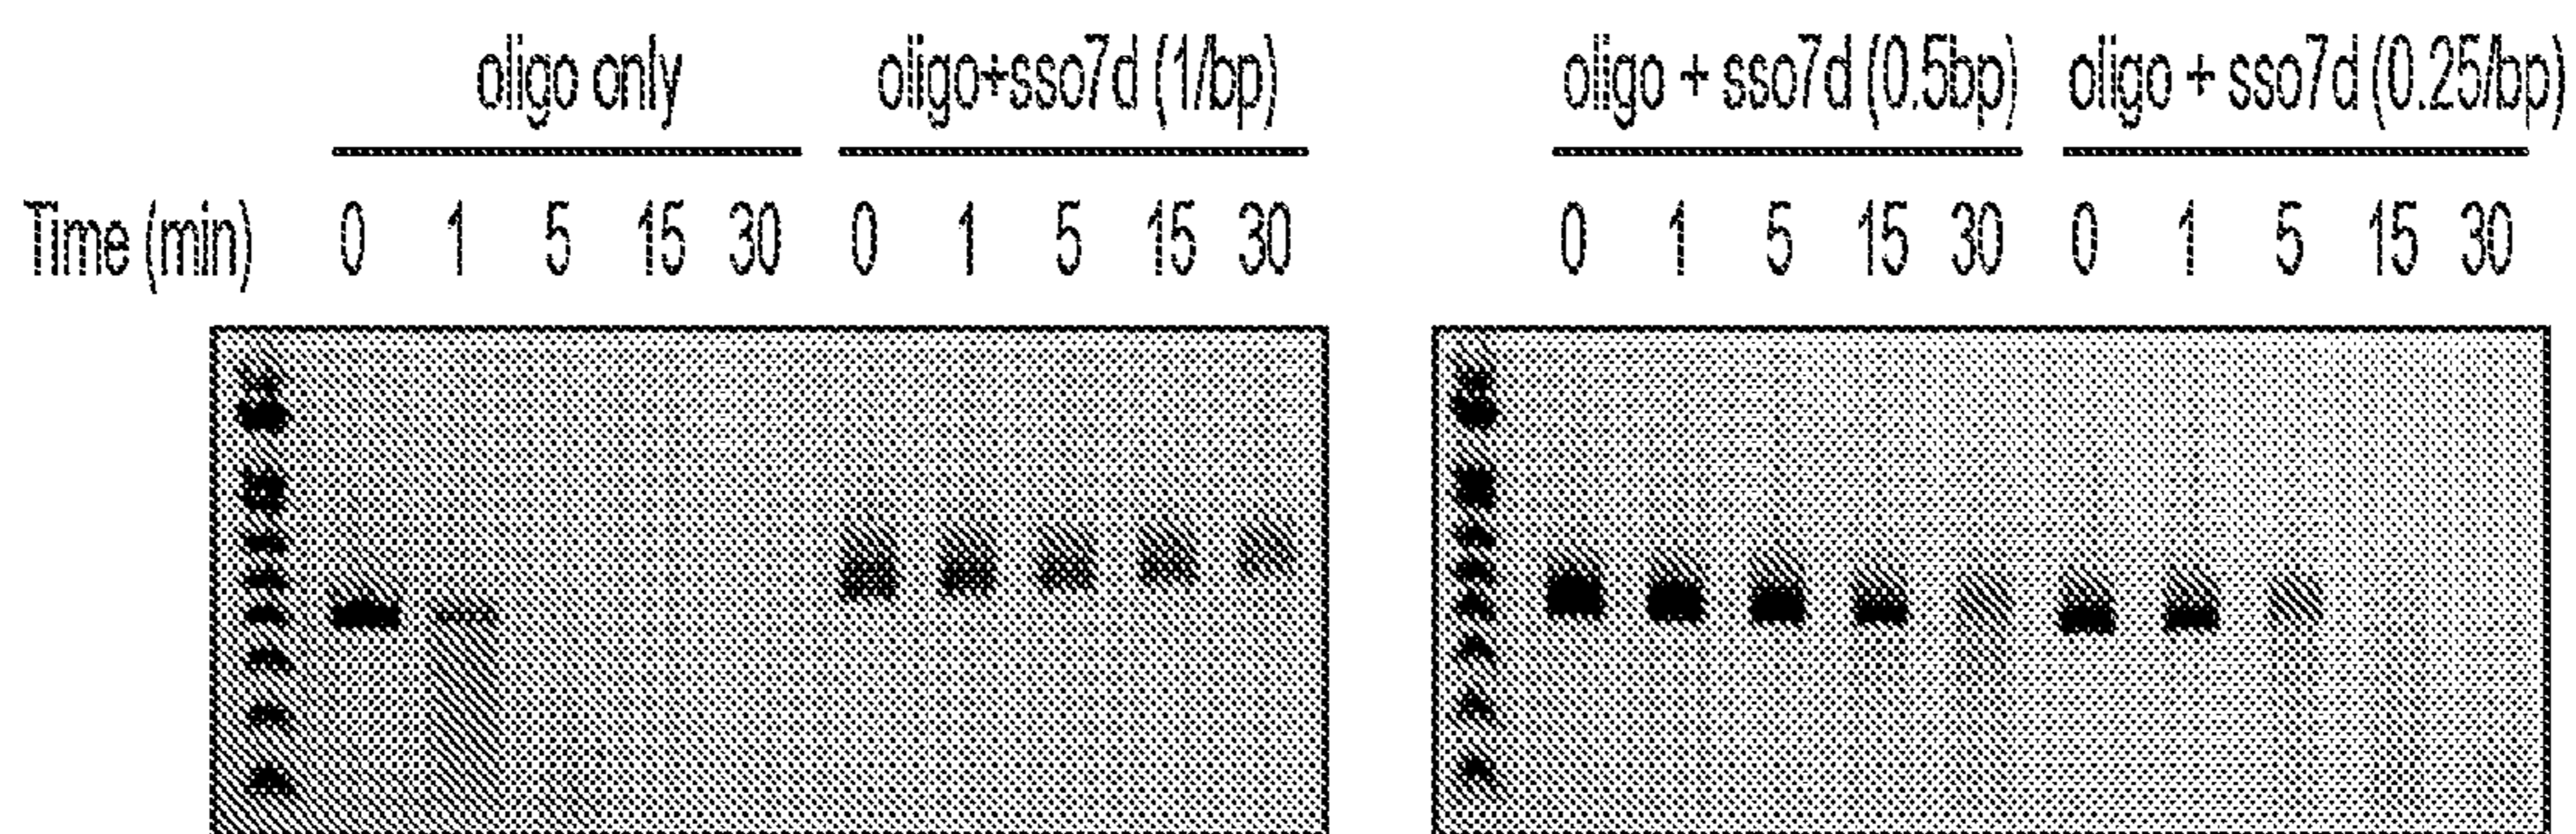 oligo only oligo+sso7d (1/bp) oligo + sso7d (0.5bp) oligo + sso7d (0.25/bp)
Time (min) 0 1 5 15 30 0 1 5 15 30 0 1 5 15 30 0 1 5 15 30